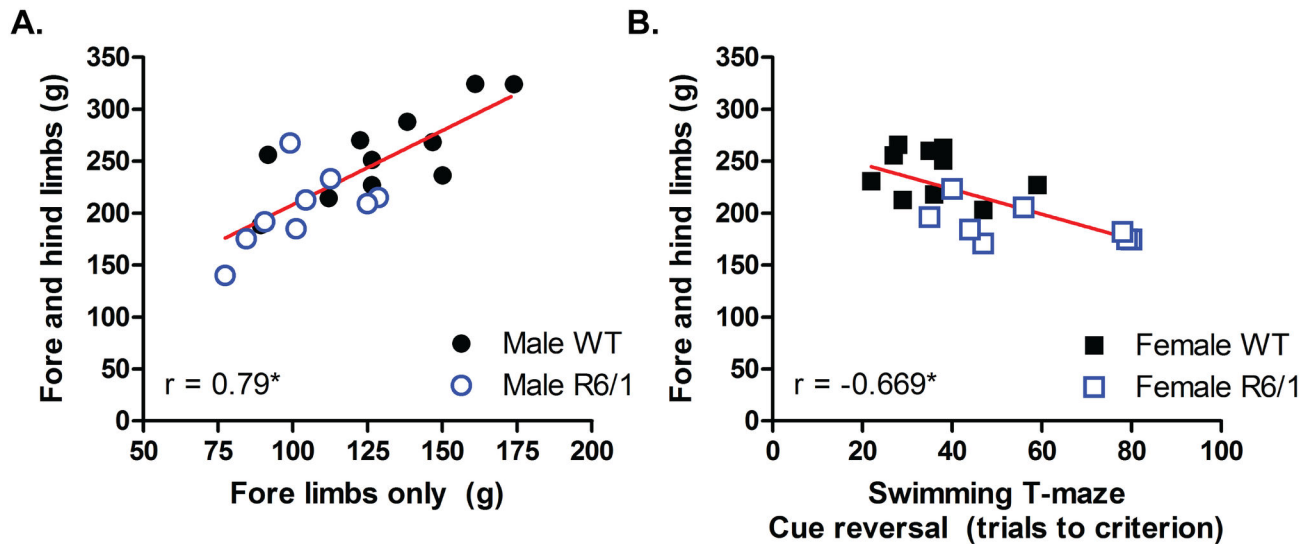 A.
Fore and hind limbs (g)
350
300
250
200
150
100
50
0
Male WT
Male R6/1
r = 0.79*
50 75 100 125 150 175 200
Fore limbs only (g)
B.
Fore and hind limbs (g)
350
300
250
200
150
100
50
0
Female WT
Female R6/1
r = -0.669*
0 20 40 60 80 100
Swimming T-maze
Cue reversal (trials to criterion)